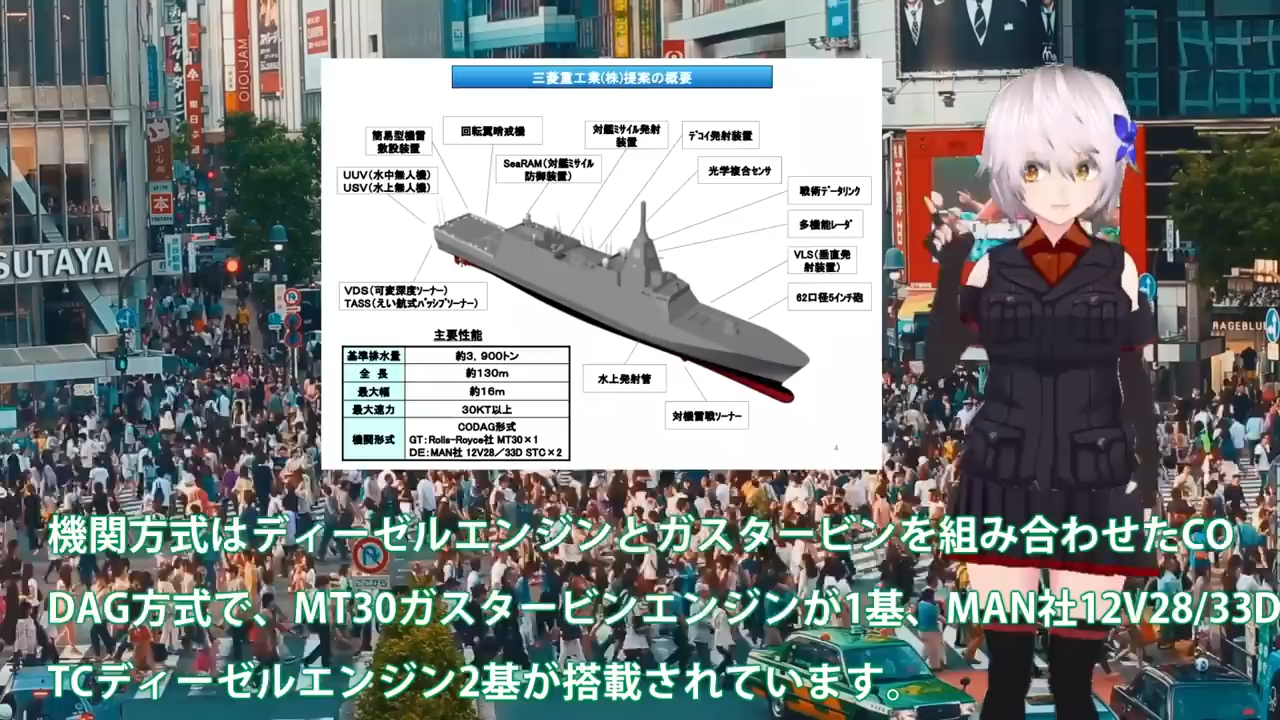 三菱重工業(株)提案の概要
簡易型機雷
敷設装置
回転翼哨戒機
対艦ミサイル発射
装置
デコイ発射装置
SeaRAM(対艦ミサイル
防御装置)
光学複合センサ
UUV(水中無人機)
USV(水上無人機)
戦術データリンク
多機能レーダ
VLS(垂直発
射装置)
62口径5インチ砲
VDS(可変深度ソーナー)
TASS(えい航式パッシブソーナー)
水上発射管
対機雷戦ソーナー
主要性能
基準排水量 約3,900トン
全 長 約130m
最大幅 約16m
最大速力 30KT以上
機関形式 CODAG形式
GT:Rolls-Royce社 MT30×1
DE:MAN社 12V28/33D STC×2
4
SUTAYA
OIOI JAM
RAGEBLUE
ここから
機関方式はディーゼルエンジンとガスタービンを組み合わせたCO
DAG方式で、MT30ガスタービンエンジンが1基、MAN社12V28/33D
TCディーゼルエンジン2基が搭載されています。